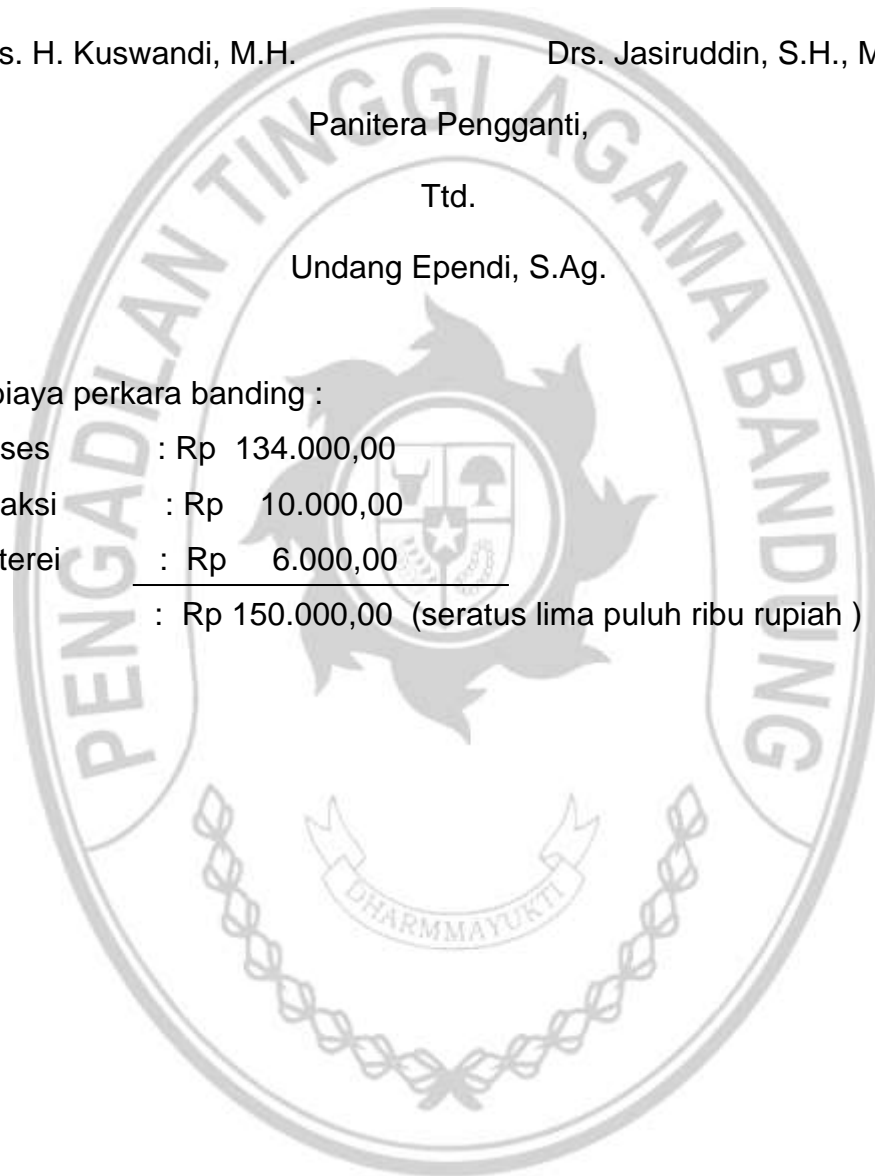 s. H. Kuswandi, M.H. Drs. Jasiruddin, S.H., M
Panitera Pengganti,
Ttd.
Undang Ependi, S.Ag.
biaya perkara banding :
ses : Rp 134.000,00
aksi : Rp 10.000,00
terei : Rp 6.000,00
: Rp 150.000,00 (seratus lima puluh ribu rupiah )
PENGADILAN TINGGI AGAMA BANDUNG
DHARMMAYUKTI